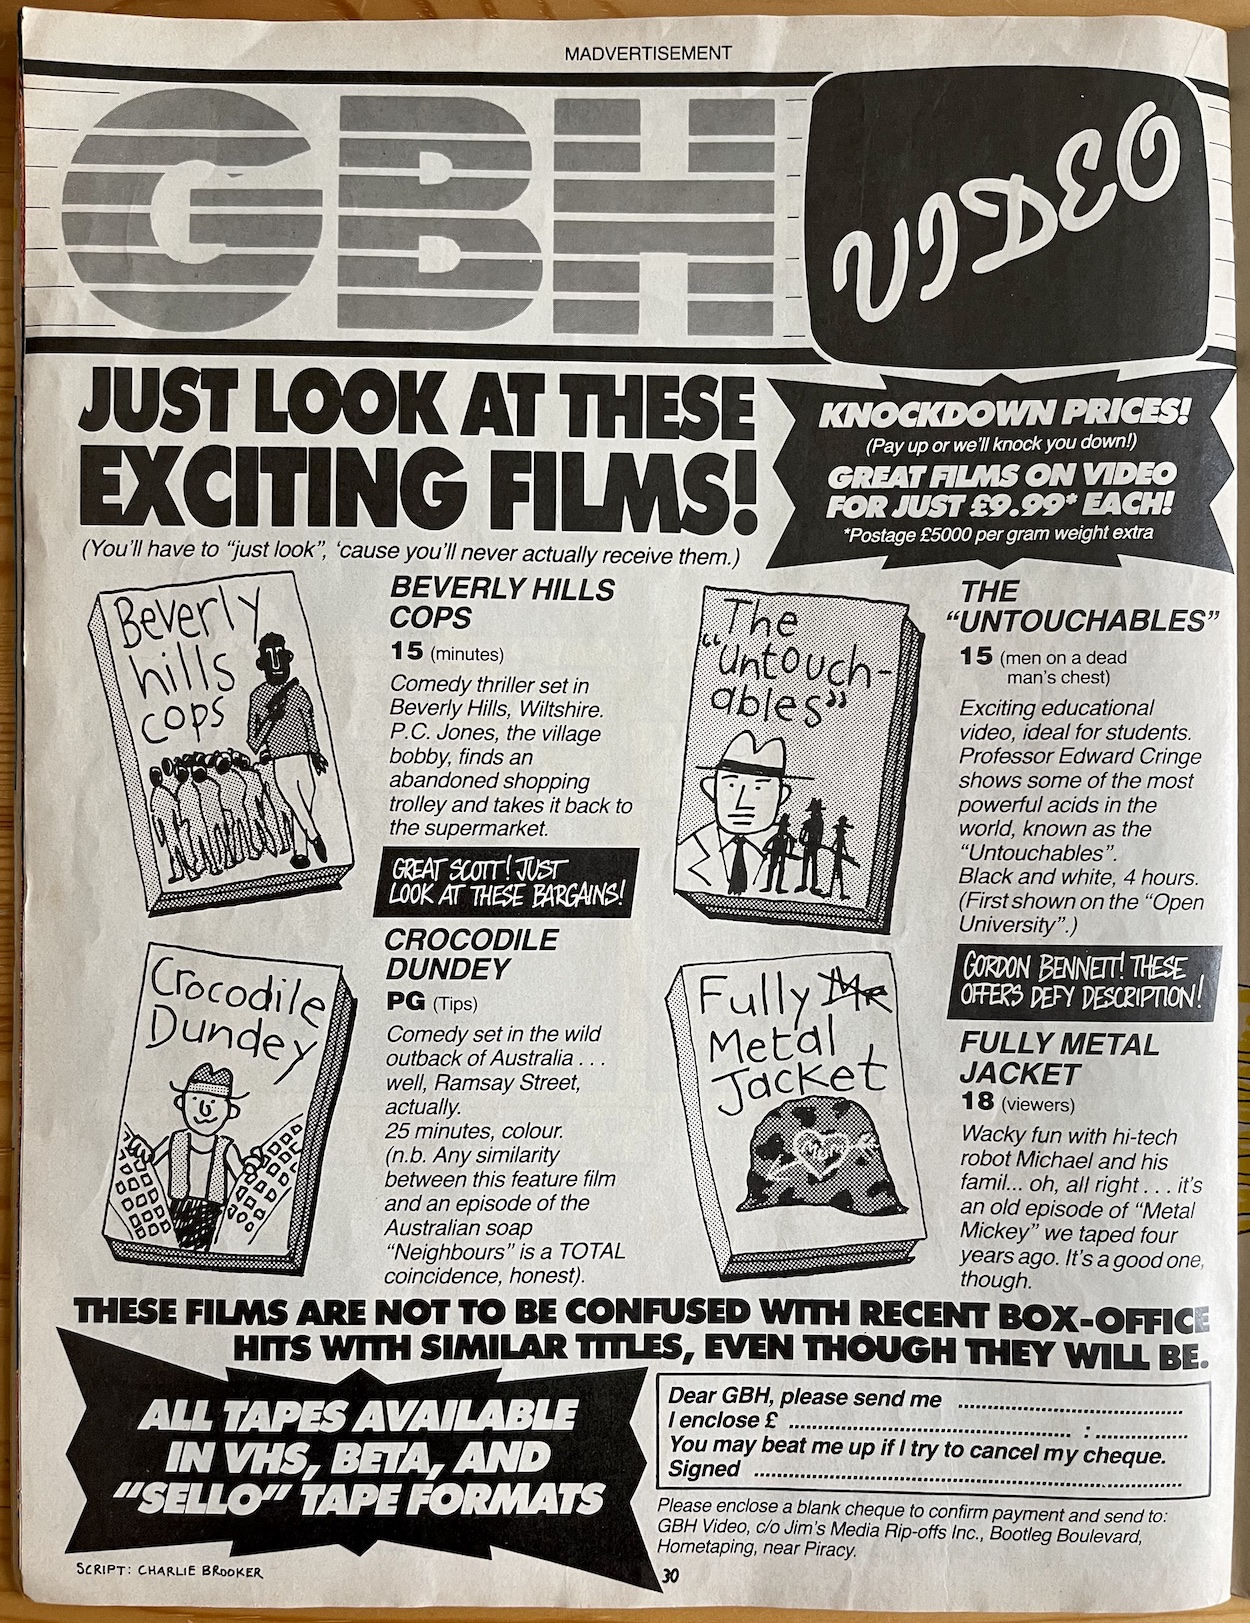 MADVERTISEMENT
GBH
VIDEO
JUST LOOK AT THESE
EXCITING FILMS!
(You'll have to "just look", 'cause you'll never actually receive them.)
KNOCKDOWN PRICES!
(Pay up or we'll knock you down!)
GREAT FILMS ON VIDEO
FOR JUST £9.99* EACH!
*Postage £5000 per gram weight extra
Beverly
hills
cops
BEVERLY HILLS
COPS
15 (minutes)
Comedy thriller set in
Beverly Hills, Wiltshire.
P.C. Jones, the village
bobby, finds an
abandoned shopping
trolley and takes it back to
the supermarket.
GREAT SCOTT! JUST
LOOK AT THESE BARGAINS!
The
"Untouch-
ables"
THE
"UNTOUCHABLES"
15 (men on a dead
man's chest)
Exciting educational
video, ideal for students.
Professor Edward Cringe
shows some of the most
powerful acids in the
world, known as the
"Untouchables".
Black and white, 4 hours.
(First shown on the "Open
University".)
GORDON BENNETT! THESE
OFFERS DEFY DESCRIPTION!
Crocodile
Dundey
CROCODILE
DUNDEY
PG (Tips)
Comedy set in the wild
outback of Australia . . .
well, Ramsay Street,
actually.
25 minutes, colour.
(n.b. Any similarity
between this feature film
and an episode of the
Australian soap
"Neighbours" is a TOTAL
coincidence, honest).
Fully Me
Metal
Jacket
MUM
FULLY METAL
JACKET
18 (viewers)
Wacky fun with hi-tech
robot Michael and his
famil... oh, all right . . . it's
an old episode of "Metal
Mickey" we taped four
years ago. It's a good one,
though.
THESE FILMS ARE NOT TO BE CONFUSED WITH RECENT BOX-OFFICE
HITS WITH SIMILAR TITLES, EVEN THOUGH THEY WILL BE.
ALL TAPES AVAILABLE
IN VHS, BETA, AND
"SELLO" TAPE FORMATS
Dear GBH, please send me ........................................
I enclose £ .................................................. : ................
You may beat me up if I try to cancel my cheque.
Signed ............................................................................
Please enclose a blank cheque to confirm payment and send to:
GBH Video, c/o Jim's Media Rip-offs Inc., Bootleg Boulevard,
Hometaping, near Piracy.
SCRIPT: CHARLIE BROOKER
30